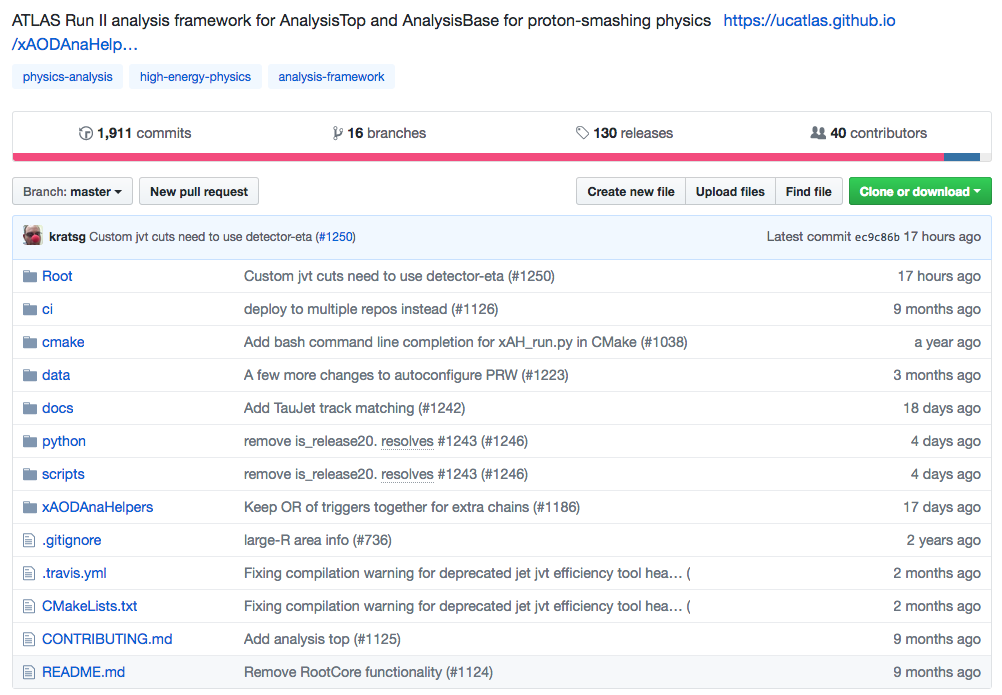 ATLAS Run II analysis framework for AnalysisTop and AnalysisBase for proton-smashing physics https://ucatlas.github.io
/xAODAnaHelp…
physics-analysis high-energy-physics analysis-framework
1,911 commits 16 branches 130 releases 40 contributors
Branch: master New pull request Create new file Upload files Find file Clone or download
kratsg Custom jvt cuts need to use detector-eta (#1250) Latest commit ec9c86b 17 hours ago
Root Custom jvt cuts need to use detector-eta (#1250) 17 hours ago
ci deploy to multiple repos instead (#1126) 9 months ago
cmake Add bash command line completion for xAH_run.py in CMake (#1038) a year ago
data A few more changes to autoconfigure PRW (#1223) 3 months ago
docs Add TauJet track matching (#1242) 18 days ago
python remove is_release20. resolves #1243 (#1246) 4 days ago
scripts remove is_release20. resolves #1243 (#1246) 4 days ago
xAODAnaHelpers Keep OR of triggers together for extra chains (#1186) 17 days ago
.gitignore large-R area info (#736) 2 years ago
.travis.yml Fixing compilation warning for deprecated jet jvt efficiency tool hea… ( 2 months ago
CMakeLists.txt Fixing compilation warning for deprecated jet jvt efficiency tool hea… ( 2 months ago
CONTRIBUTING.md Add analysis top (#1125) 9 months ago
README.md Remove RootCore functionality (#1124) 9 months ago